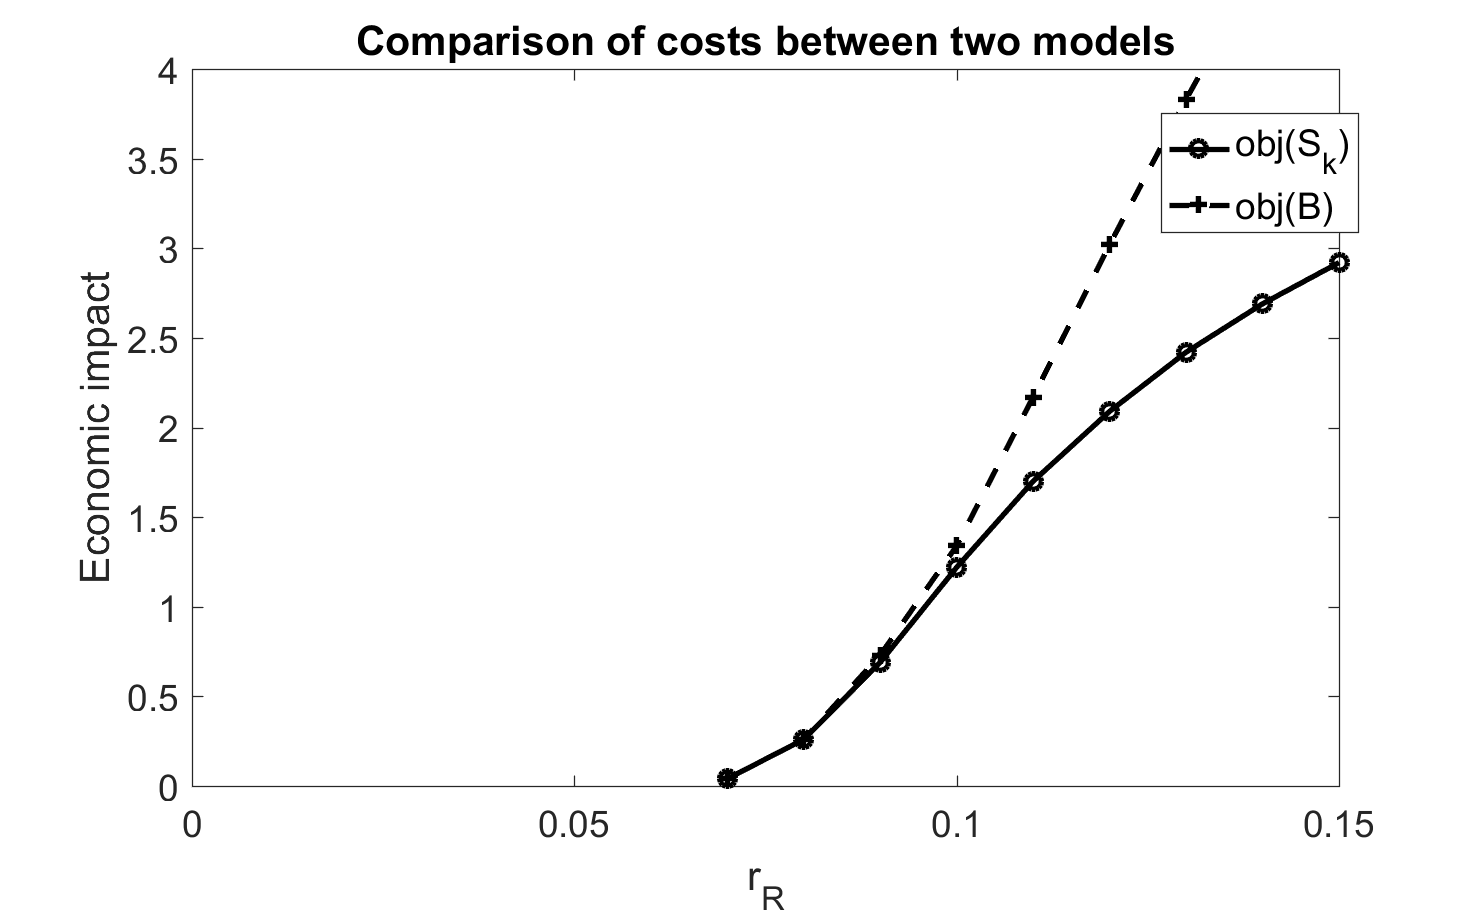 Comparison of costs between two models
4
3.5
3
2.5
2
1.5
1
0.5
0
Economic impact
obj(S_k)
obj(B)
0 0.05 0.1 0.15
r_R